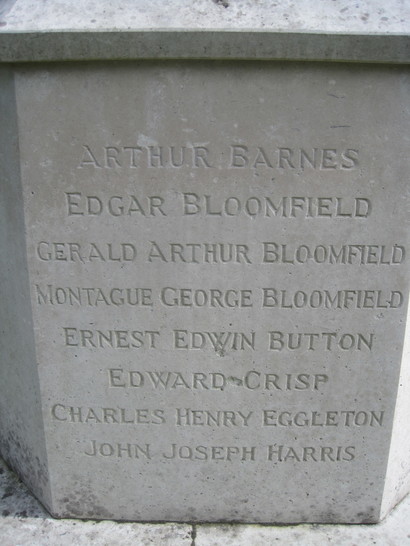 ARTHUR BARNES
EDGAR BLOOMFIELD
GERALD ARTHUR BLOOMFIELD
MONTAGUE GEORGE BLOOMFIELD
ERNEST EDWIN BUTTON
EDWARD CRISP
CHARLES HENRY EGGLETON
JOHN JOSEPH HARRIS